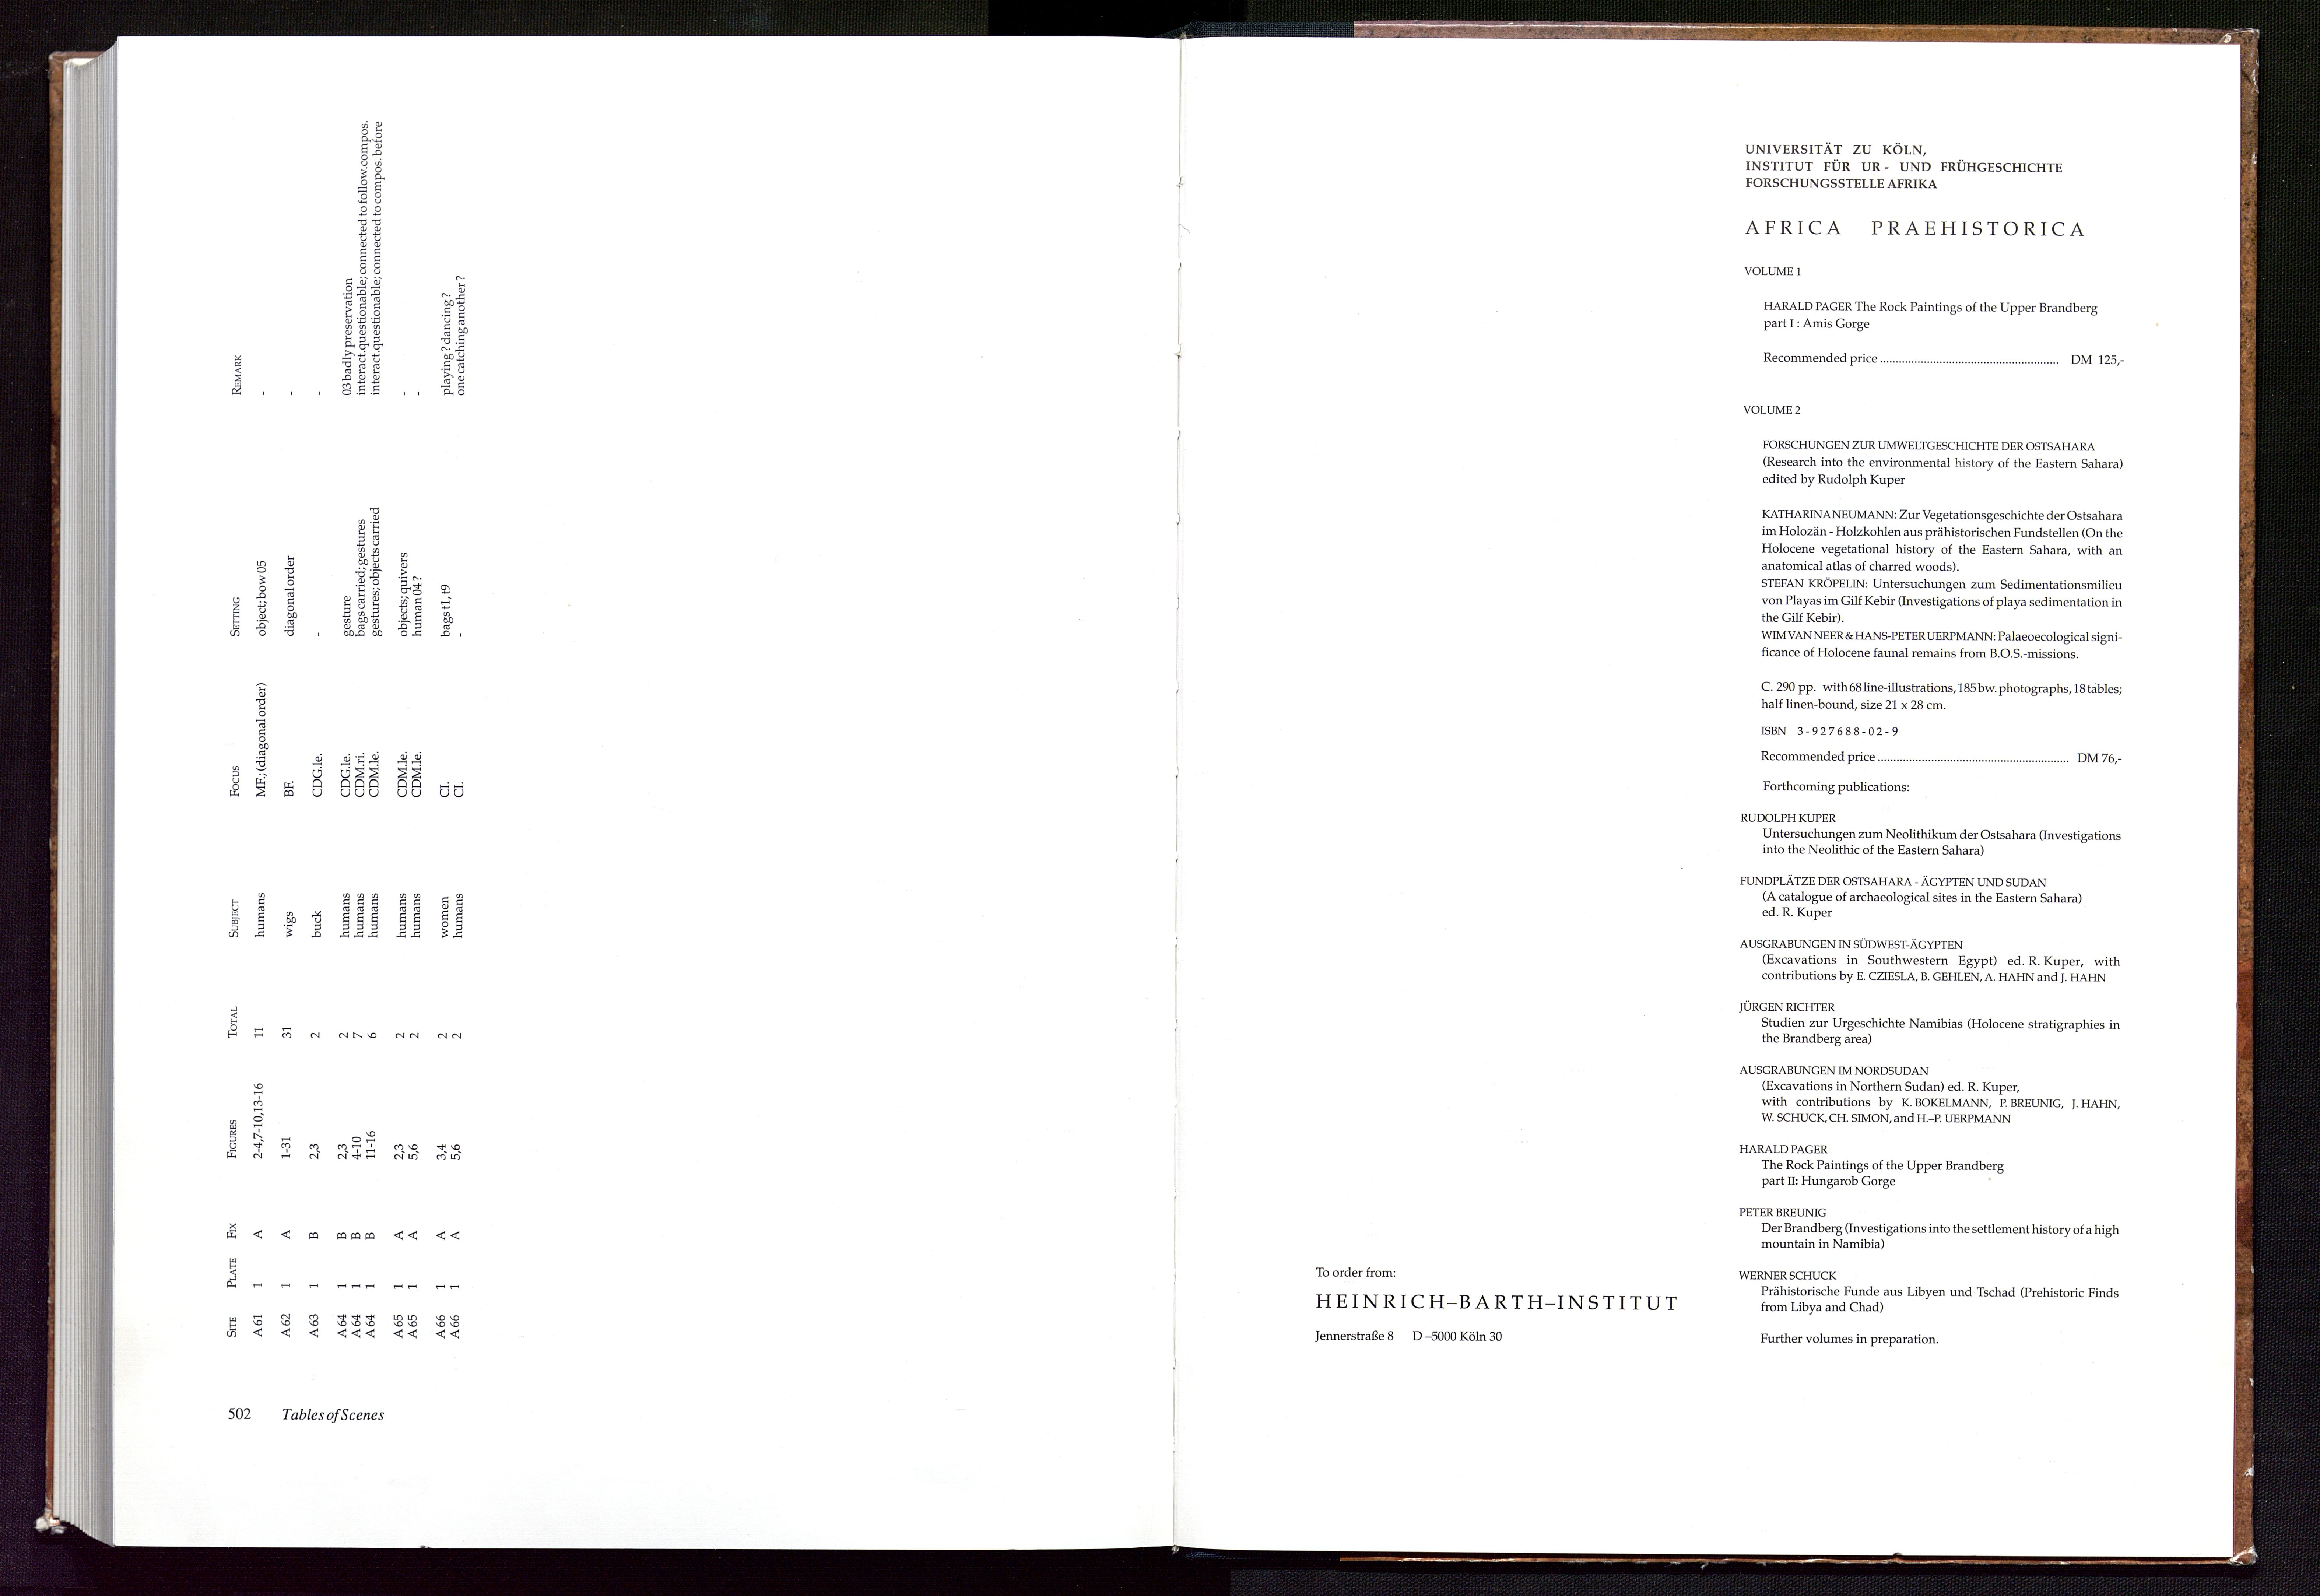 SITE PLATE FIX FIGURES TOTAL SUBJECT FOCUS SETTING REMARK
A 61 1 A 2-4,7-10,13-16 11 humans MF.; (diagonal order) object; bow 05 -
A 62 1 A 1-31 31 wigs BF. diagonal order -
A 63 1 B 2,3 2 buck CDG.le. - -
A 64 1 B 2,3 2 humans CDG.le. gesture 03 badly preservation
A 64 1 B 4-10 7 humans CDM.ri. bags carried; gestures interact.questionable; connected to follow.compos.
A 64 1 B 11-16 6 humans CDM.le. gestures; objects carried interact.questionable; connected to compos. before
A 65 1 A 2,3 2 humans CDM.le. objects; quivers -
A 65 1 A 5,6 2 humans CDM.le. human 04 ? -
A 66 1 A 3,4 2 women CI. bags t1, t9 playing ? dancing ?
A 66 1 A 5,6 2 humans CI. - one catching another ?
502 Tables of Scenes
To order from:
HEINRICH–BARTH–INSTITUT
Jennerstraße 8 D –5000 Köln 30
UNIVERSITÄT ZU KÖLN,
INSTITUT FÜR UR - UND FRÜHGESCHICHTE
FORSCHUNGSSTELLE AFRIKA
AFRICA PRAEHISTORICA
VOLUME 1
HARALD PAGER The Rock Paintings of the Upper Brandberg
part I : Amis Gorge
Recommended price ......................................................... DM 125,-
VOLUME 2
FORSCHUNGEN ZUR UMWELTGESCHICHTE DER OSTSAHARA
(Research into the environmental history of the Eastern Sahara)
edited by Rudolph Kuper
KATHARINA NEUMANN: Zur Vegetationsgeschichte der Ostsahara
im Holozän - Holzkohlen aus prähistorischen Fundstellen (On the
Holocene vegetational history of the Eastern Sahara, with an
anatomical atlas of charred woods).
STEFAN KRÖPELIN: Untersuchungen zum Sedimentationsmilieu
von Playas im Gilf Kebir (Investigations of playa sedimentation in
the Gilf Kebir).
WIM VAN NEER & HANS-PETER UERPMANN: Palaeoecological signi-
ficance of Holocene faunal remains from B.O.S.-missions.
C. 290 pp. with 68 line-illustrations, 185 bw. photographs, 18 tables;
half linen-bound, size 21 x 28 cm.
ISBN 3-927688-02-9
Recommended price ............................................................. DM 76,-
Forthcoming publications:
RUDOLPH KUPER
Untersuchungen zum Neolithikum der Ostsahara (Investigations
into the Neolithic of the Eastern Sahara)
FUNDPLÄTZE DER OSTSAHARA - ÄGYPTEN UND SUDAN
(A catalogue of archaeological sites in the Eastern Sahara)
ed. R. Kuper
AUSGRABUNGEN IN SÜDWEST-ÄGYPTEN
(Excavations in Southwestern Egypt) ed. R. Kuper, with
contributions by E. CZIESLA, B. GEHLEN, A. HAHN and J. HAHN
JÜRGEN RICHTER
Studien zur Urgeschichte Namibias (Holocene stratigraphies in
the Brandberg area)
AUSGRABUNGEN IM NORDSUDAN
(Excavations in Northern Sudan) ed. R. Kuper,
with contributions by K. BOKELMANN, P. BREUNIG, J. HAHN,
W. SCHUCK, CH. SIMON, and H.–P. UERPMANN
HARALD PAGER
The Rock Paintings of the Upper Brandberg
part II: Hungarob Gorge
PETER BREUNIG
Der Brandberg (Investigations into the settlement history of a high
mountain in Namibia)
WERNER SCHUCK
Prähistorische Funde aus Libyen und Tschad (Prehistoric Finds
from Libya and Chad)
Further volumes in preparation.